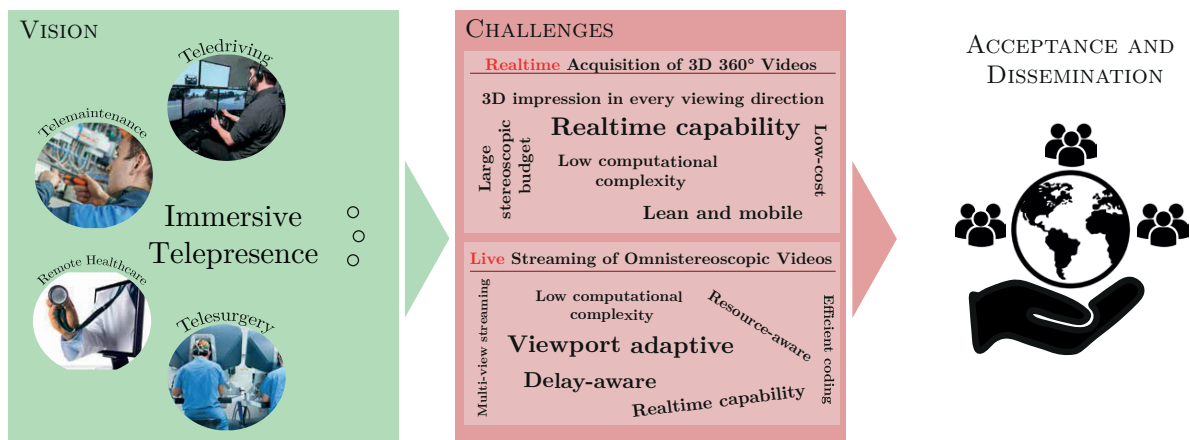 VISION
Teledriving
Telemaintenance
Immersive
Telepresence
Remote Healthcare
Telesurgery
CHALLENGES
Realtime Acquisition of 3D 360° Videos
3D impression in every viewing direction
Large
stereoscopic
budget
Realtime capability
Low computational
complexity
Low-cost
Lean and mobile
Live Streaming of Omnistereoscopic Videos
Multi-view streaming
Low computational
complexity
Resource-aware
Efficient coding
Viewport adaptive
Delay-aware
Realtime capability
ACCEPTANCE AND
DISSEMINATION